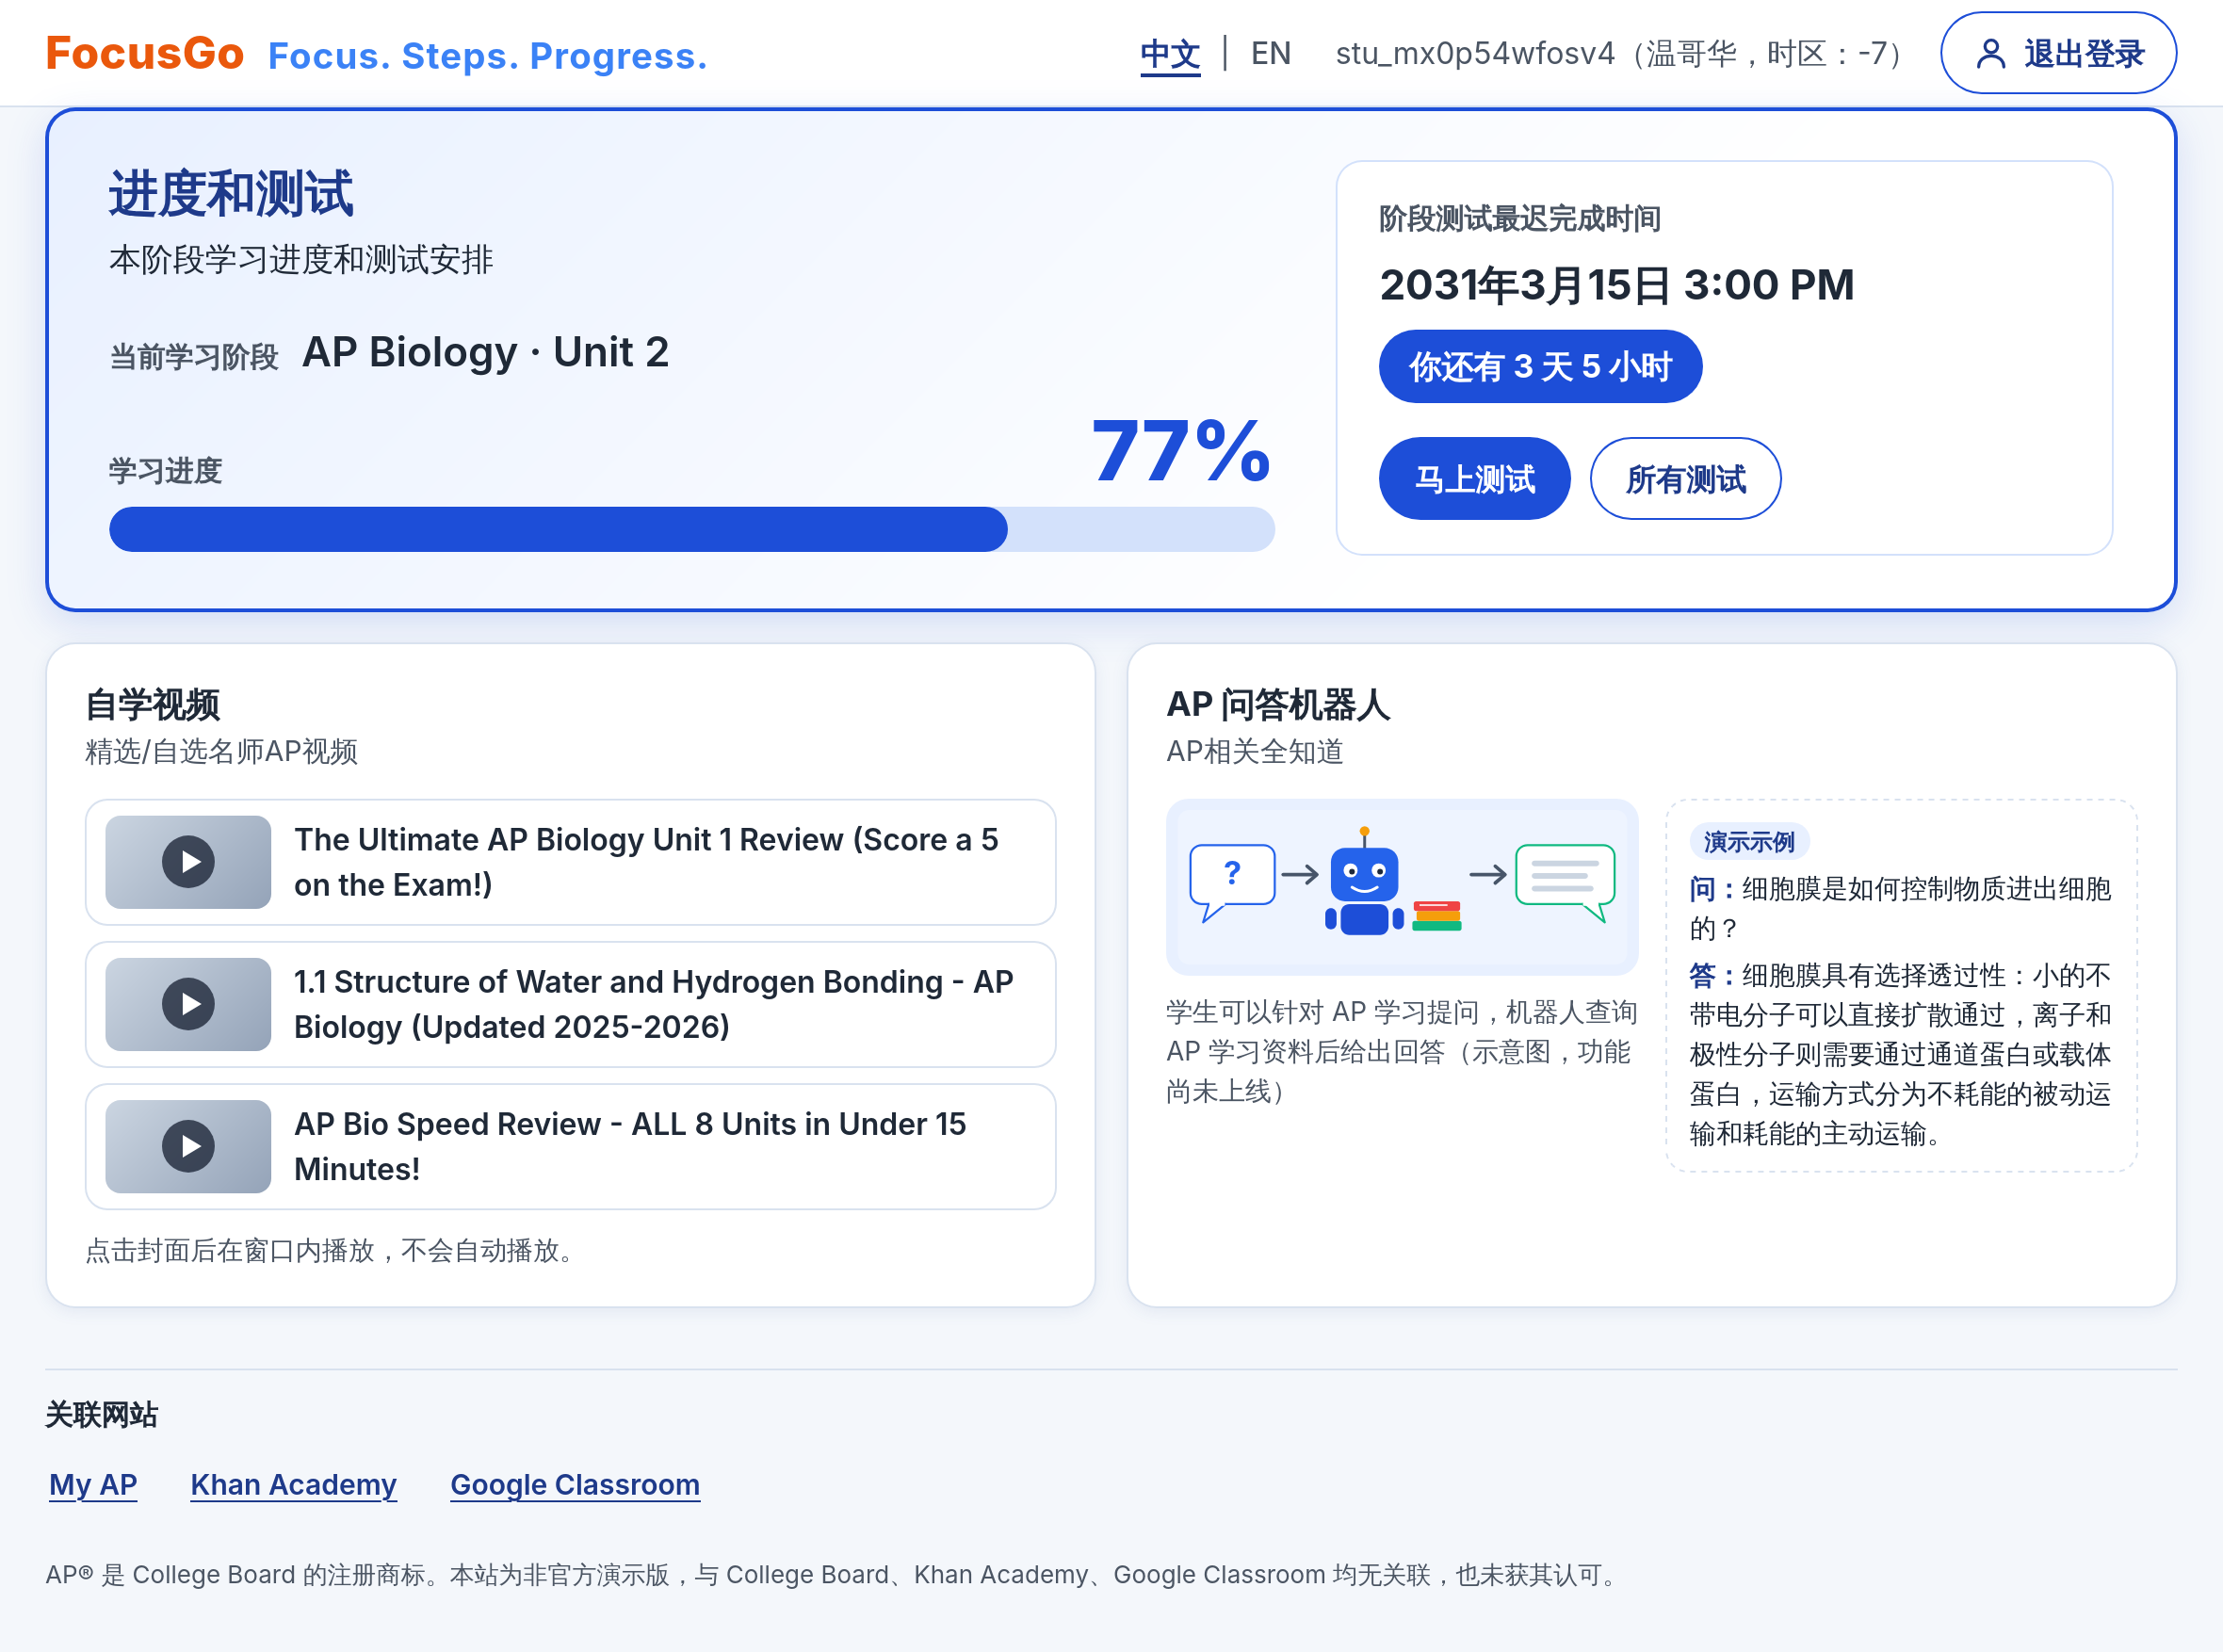 FocusGo Focus. Steps. Progress.
中文 | EN stu_mx0p54wfosv4（温哥华，时区：-7） 退出登录
进度和测试
本阶段学习进度和测试安排
当前学习阶段 AP Biology · Unit 2
学习进度 77%
阶段测试最迟完成时间
2031年3月15日 3:00 PM
你还有 3 天 5 小时
马上测试 所有测试
自学视频
精选/自选名师AP视频
The Ultimate AP Biology Unit 1 Review (Score a 5
on the Exam!)
1.1 Structure of Water and Hydrogen Bonding - AP
Biology (Updated 2025-2026)
AP Bio Speed Review - ALL 8 Units in Under 15
Minutes!
点击封面后在窗口内播放，不会自动播放。
AP 问答机器人
AP相关全知道
?
学生可以针对 AP 学习提问，机器人查询
AP 学习资料后给出回答（示意图，功能
尚未上线）
演示示例
问：细胞膜是如何控制物质进出细胞
的？
答：细胞膜具有选择透过性：小的不
带电分子可以直接扩散通过，离子和
极性分子则需要通过通道蛋白或载体
蛋白，运输方式分为不耗能的被动运
输和耗能的主动运输。
关联网站
My AP Khan Academy Google Classroom
AP® 是 College Board 的注册商标。本站为非官方演示版，与 College Board、Khan Academy、Google Classroom 均无关联，也未获其认可。